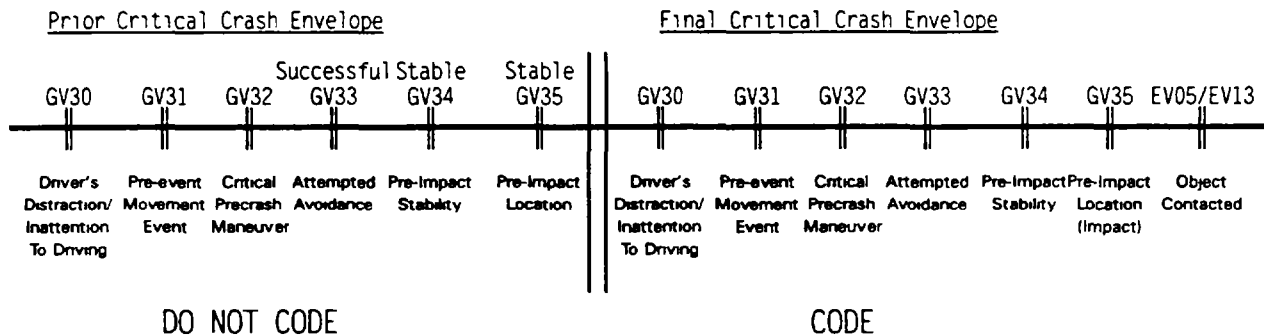 Prior Critical Crash Envelope
Final Critical Crash Envelope
Successful Stable Stable
GV30 GV31 GV32 GV33 GV34 GV35
GV30 GV31 GV32 GV33 GV34 GV35 EV05/EV13
Driver's Pre-event Critical Attempted Pre-Impact Pre-Impact
Distraction/ Movement Precrash Avoidance Stability Location
Inattention Event Maneuver
To Driving
Driver's Pre-event Critical Attempted Pre-Impact Pre-Impact Object
Distraction/ Movement Precrash Avoidance Stability Location Contacted
Inattention Event Maneuver (Impact)
To Driving
DO NOT CODE
CODE